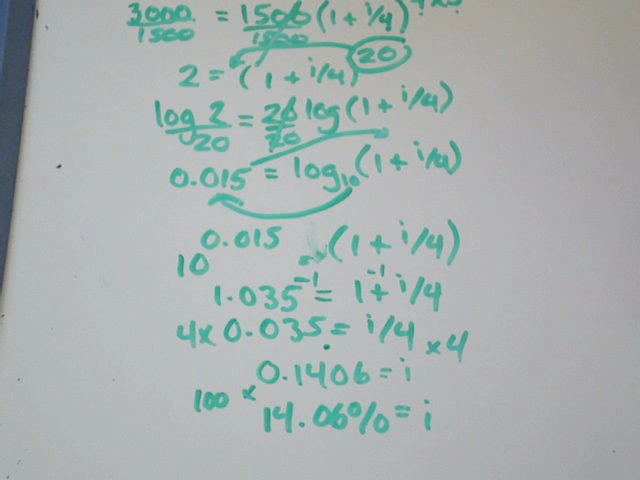 3000/1500 = 1500/1500 (1 + i/4)^4x5
2 = (1 + i/4)^20
log 2/20 = 20/20 log (1 + i/4)
0.015 = log10 (1 + i/4)
10^0.015 (1 + i/4)
1.035^-1 = 1^-1 + i/4
4x 0.035 = i/4 x4
0.1406 = i
100 x 14.06% = i